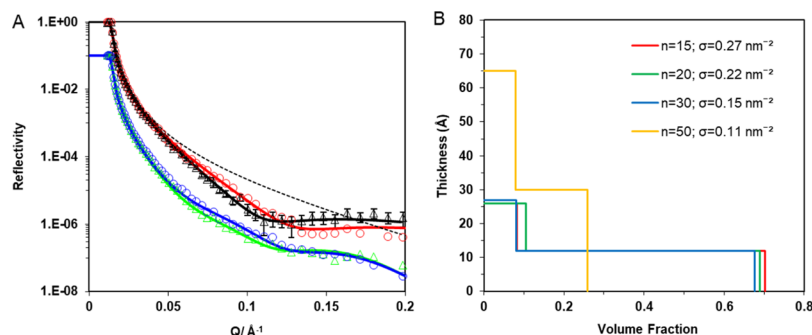 A
1.E+00
1.E-02
1.E-04
1.E-06
1.E-08
Reflectivity
0
0.05
0.1
0.15
0.2
Q/ Å⁻¹
B
80
70
60
50
40
30
20
10
0
Thickness (Å)
n=15; σ=0.27 nm⁻²
n=20; σ=0.22 nm⁻²
n=30; σ=0.15 nm⁻²
n=50; σ=0.11 nm⁻²
0
0.2
0.4
0.6
0.8
Volume Fraction